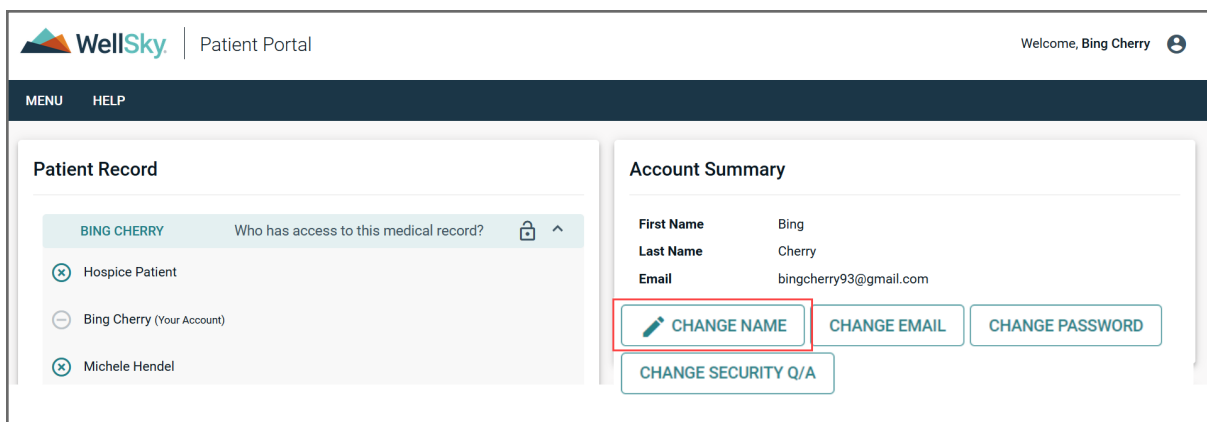 WellSky. Patient Portal
Welcome, Bing Cherry
MENU HELP
Patient Record
BING CHERRY Who has access to this medical record?
Hospice Patient
Bing Cherry (Your Account)
Michele Hendel
Account Summary
First Name Bing
Last Name Cherry
Email bingcherry93@gmail.com
CHANGE NAME CHANGE EMAIL CHANGE PASSWORD
CHANGE SECURITY Q/A